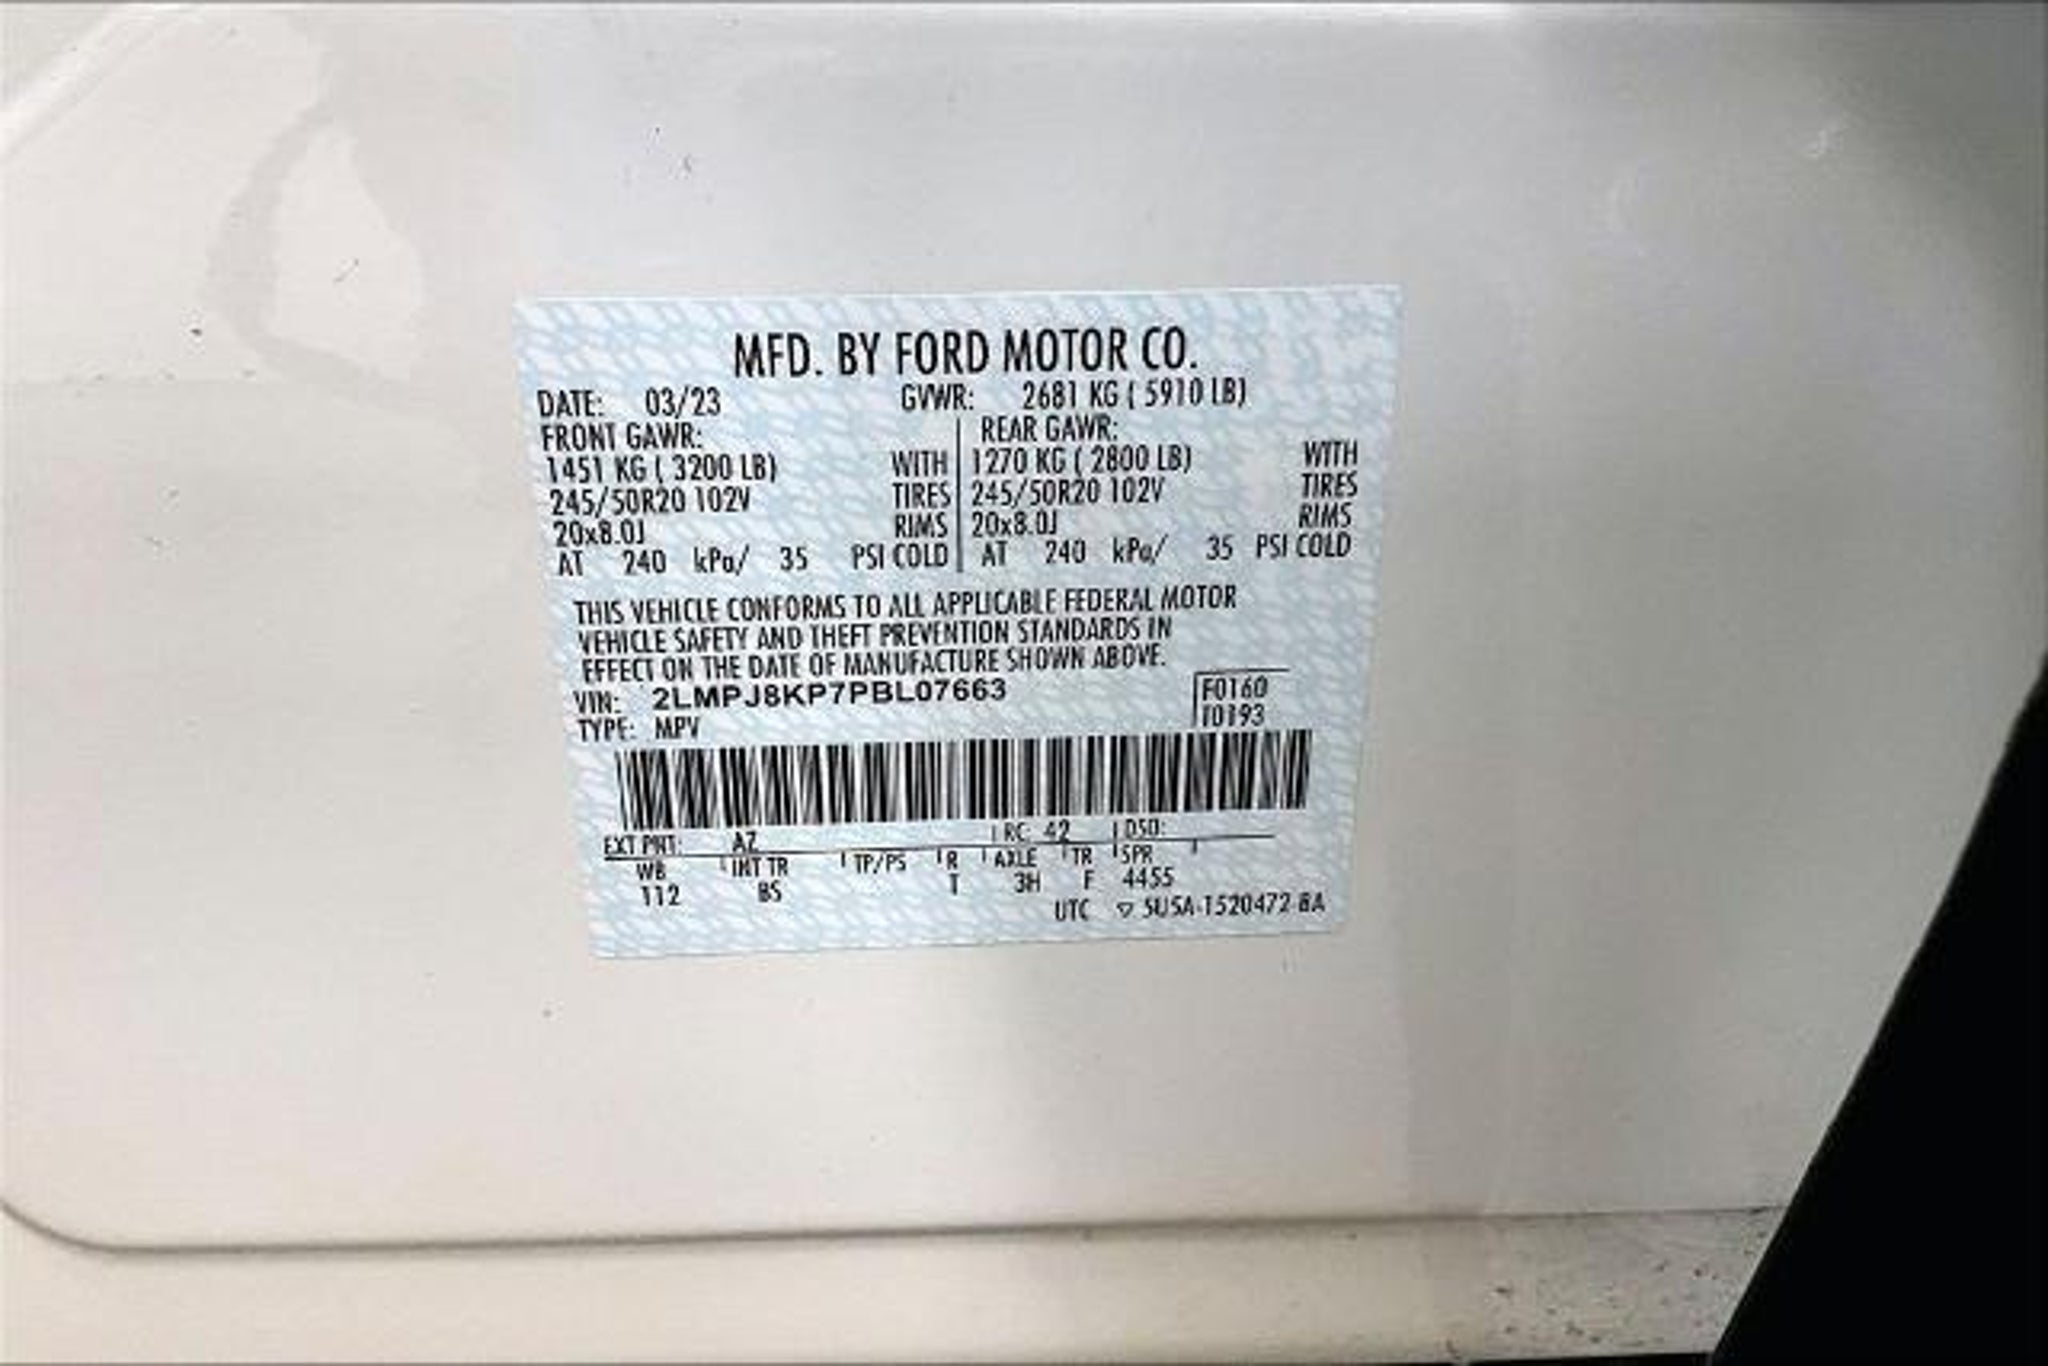 MFD. BY FORD MOTOR CO.
DATE: 03/23 GVWR: 2681 KG ( 5910 LB)
FRONT GAWR: REAR GAWR:
1451 KG ( 3200 LB) WITH 1270 KG ( 2800 LB) WITH
245/50R20 102V TIRES 245/50R20 102V TIRES
20x8.0J RIMS 20x8.0J RIMS
AT 240 kPa/ 35 PSI COLD AT 240 kPa/ 35 PSI COLD
THIS VEHICLE CONFORMS TO ALL APPLICABLE FEDERAL MOTOR
VEHICLE SAFETY AND THEFT PREVENTION STANDARDS IN
EFFECT ON THE DATE OF MANUFACTURE SHOWN ABOVE.
VIN: 2LMPJ8KP7PBL07663 F0160
TYPE: MPV T0193
EXT PNT: AZ RC: 42 DSO:
WB INT TR TP/PS R AXLE TR SPR
112 BS T 3H F 4455
UTC ▽ 5U5A-1520472-BA